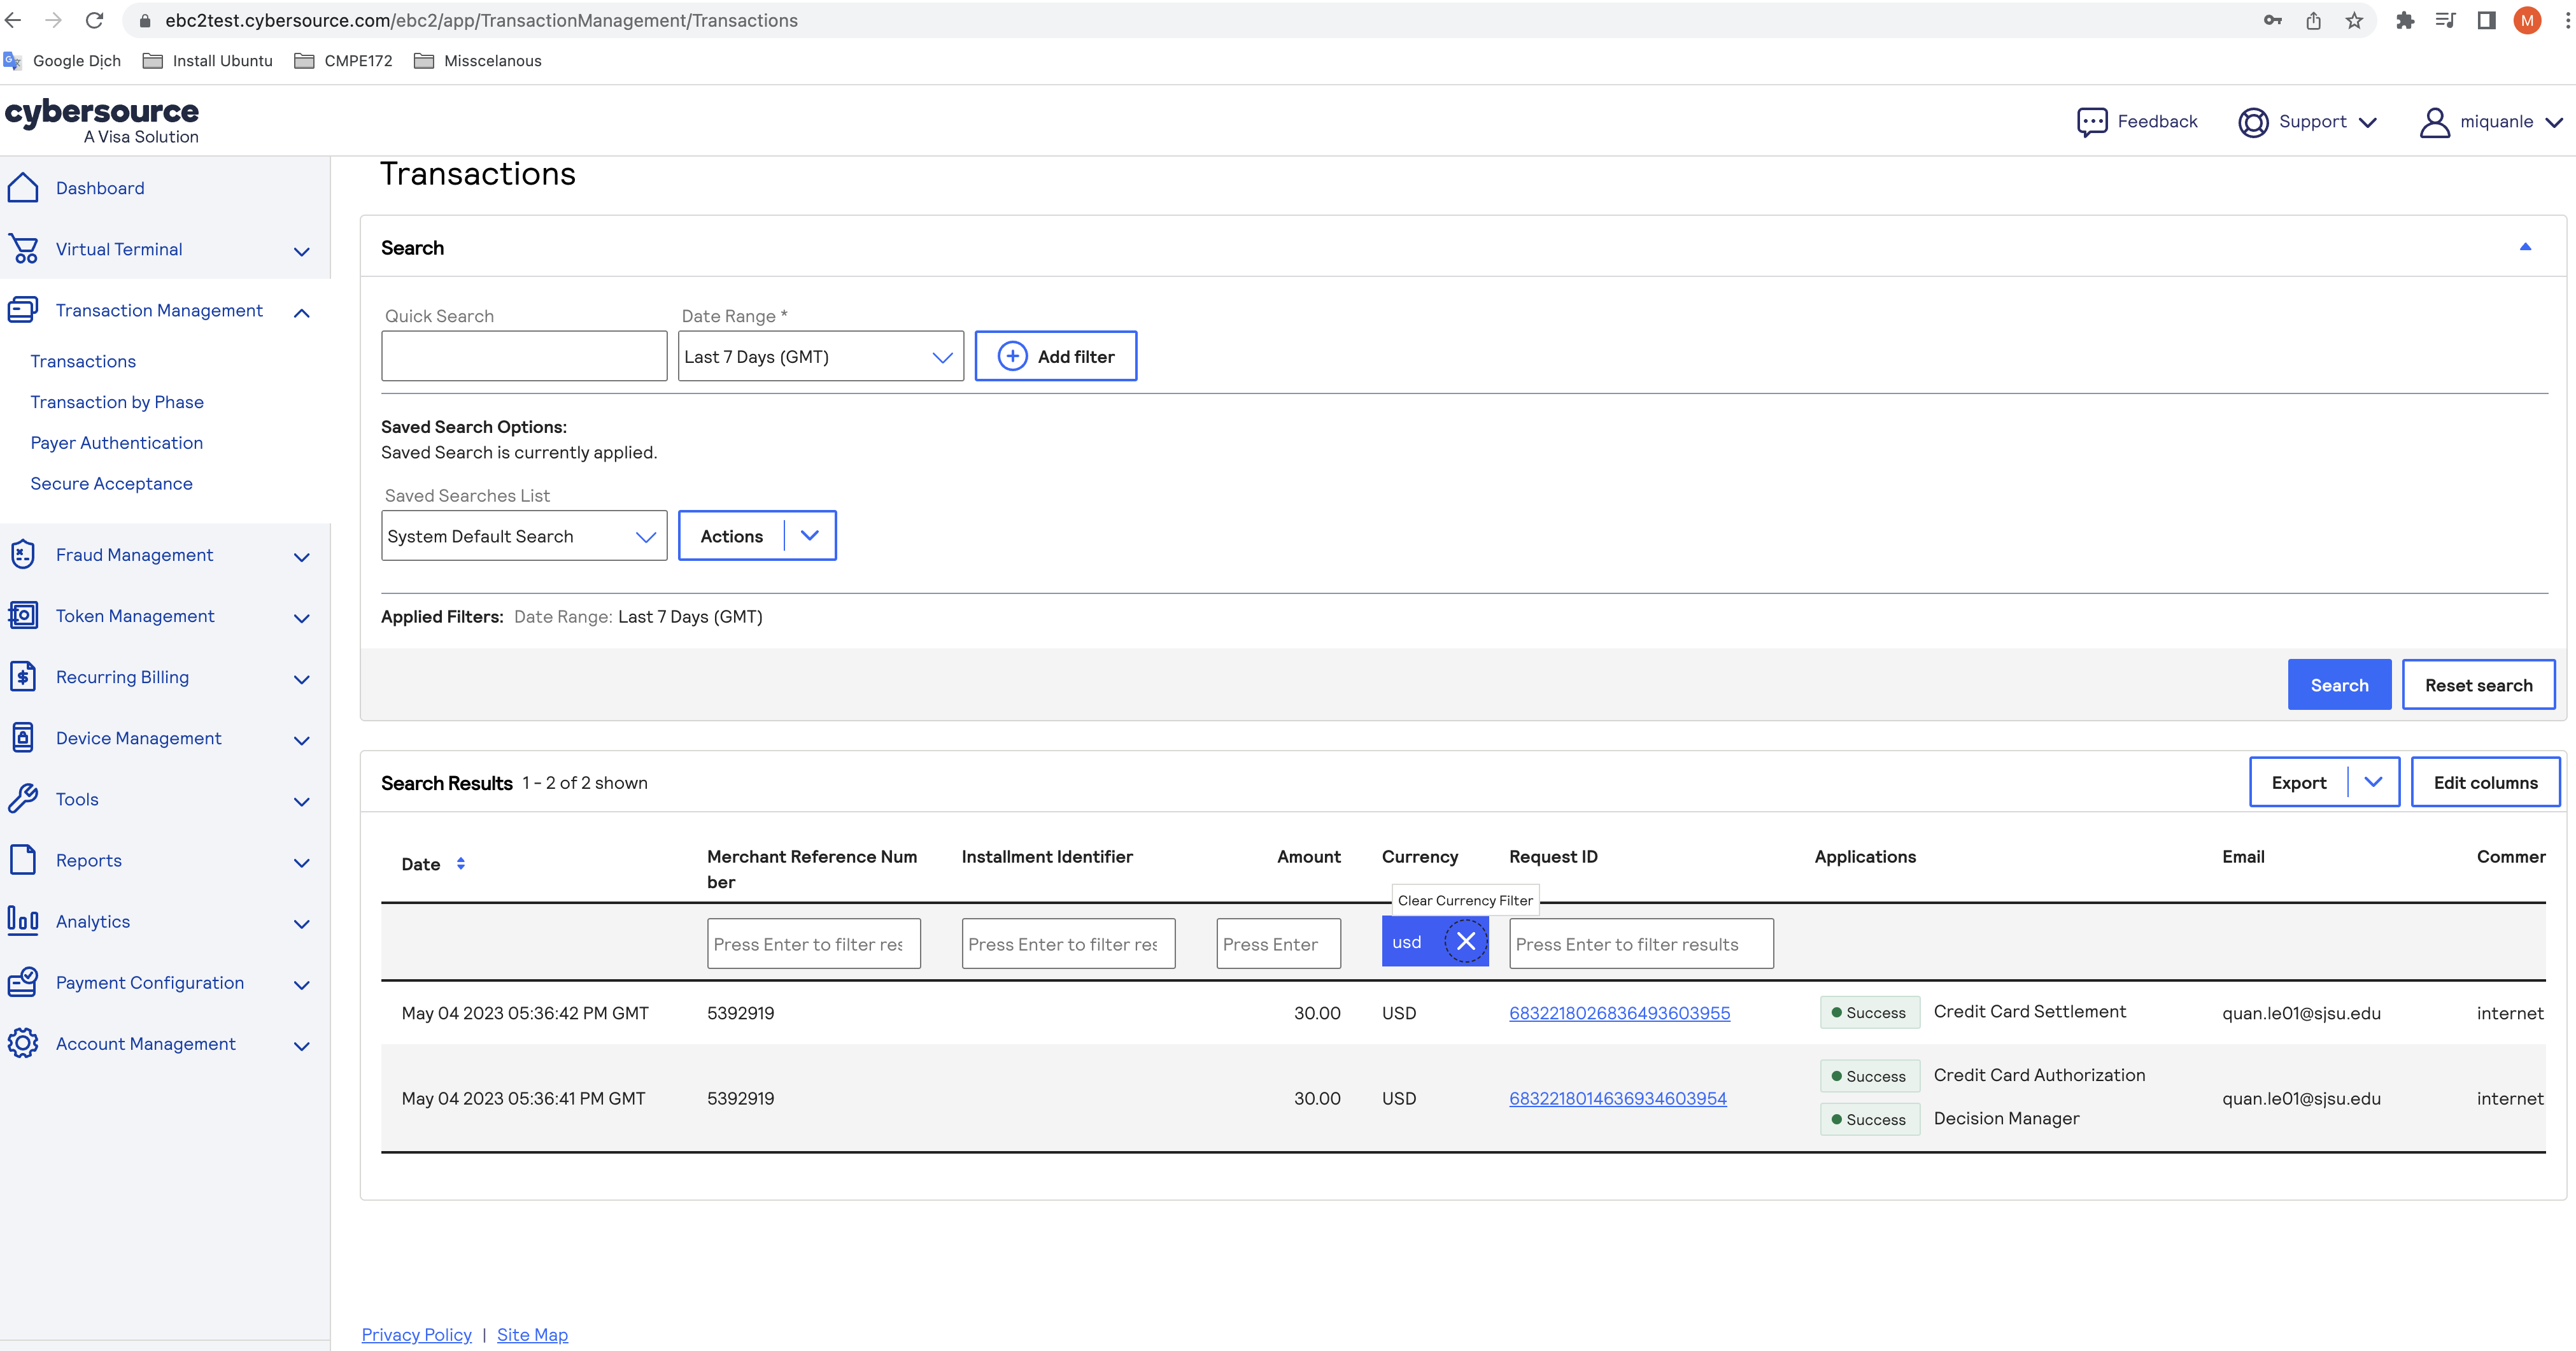 ebc2test.cybersource.com/ebc2/app/TransactionManagement/Transactions
M
Google Dịch Install Ubuntu CMPE172 Misscelanous
cybersource
A Visa Solution
Feedback Support miquanle
Dashboard
Virtual Terminal
Transaction Management
Transactions
Transaction by Phase
Payer Authentication
Secure Acceptance
Fraud Management
Token Management
Recurring Billing
Device Management
Tools
Reports
Analytics
Payment Configuration
Account Management
Transactions
Search
Quick Search Date Range *
Last 7 Days (GMT) Add filter
Saved Search Options:
Saved Search is currently applied.
Saved Searches List
System Default Search Actions
Applied Filters: Date Range: Last 7 Days (GMT)
Search Reset search
Search Results 1 - 2 of 2 shown Export Edit columns
Date Merchant Reference Num Installment Identifier Amount Currency Request ID Applications Email Commer
ber
Clear Currency Filter
Press Enter to filter res Press Enter to filter res Press Enter usd Press Enter to filter results
May 04 2023 05:36:42 PM GMT 5392919 30.00 USD 6832218026836493603955 Success Credit Card Settlement quan.le01@sjsu.edu internet
Success Credit Card Authorization
May 04 2023 05:36:41 PM GMT 5392919 30.00 USD 6832218014636934603954 quan.le01@sjsu.edu internet
Success Decision Manager
Privacy Policy | Site Map